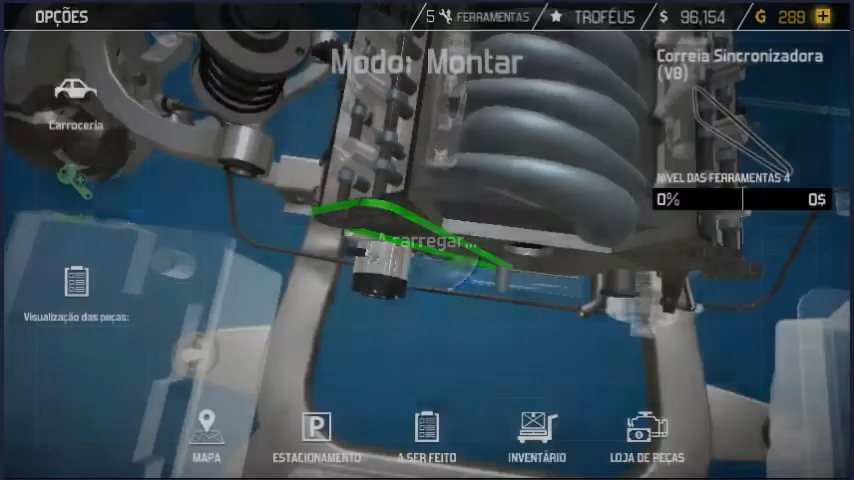 OPÇÕES
5 FERRAMENTAS
TROFÉUS
$ 96,154
G 289
Modo: Montar
Correia Sincronizadora
(V8)
Carroceria
NÍVEL DAS FERRAMENTAS 4
0% 0$
A carregar...
Visualização das peças:
MAPA
ESTACIONAMENTO
A SER FEITO
INVENTÁRIO
LOJA DE PEÇAS